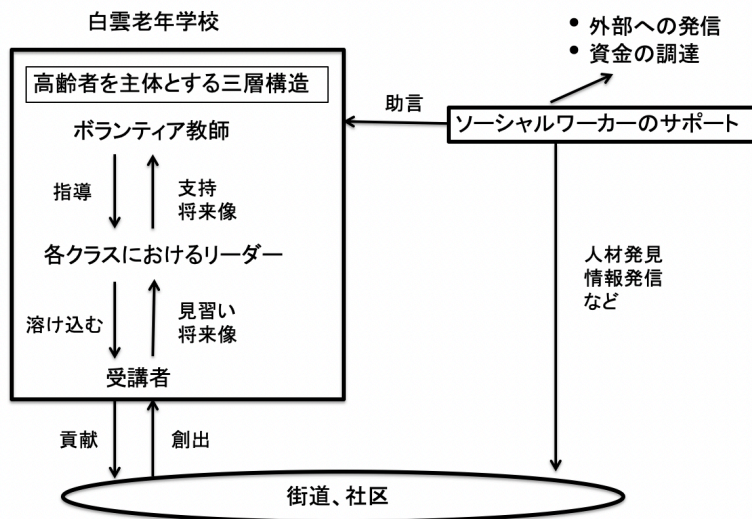 白雲老年学校
高齢者を主体とする三層構造
ボランティア教師
指導
支持
将来像
各クラスにおけるリーダー
溶け込む
見習い
将来像
受講者
貢献
創出
街道、社区
助言
ソーシャルワーカーのサポート
• 外部への発信
• 資金の調達
人材発見
情報発信
など